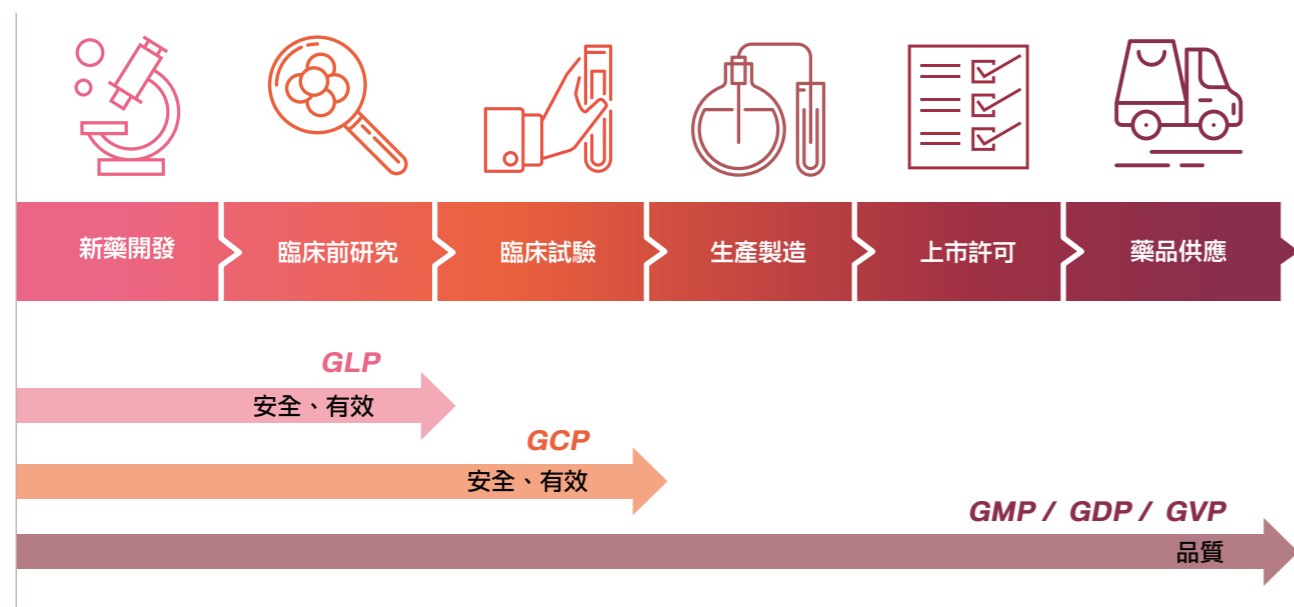 新藥開發
臨床前研究
臨床試驗
生產製造
上市許可
藥品供應
GLP
安全、有效
GCP
安全、有效
GMP / GDP / GVP
品質